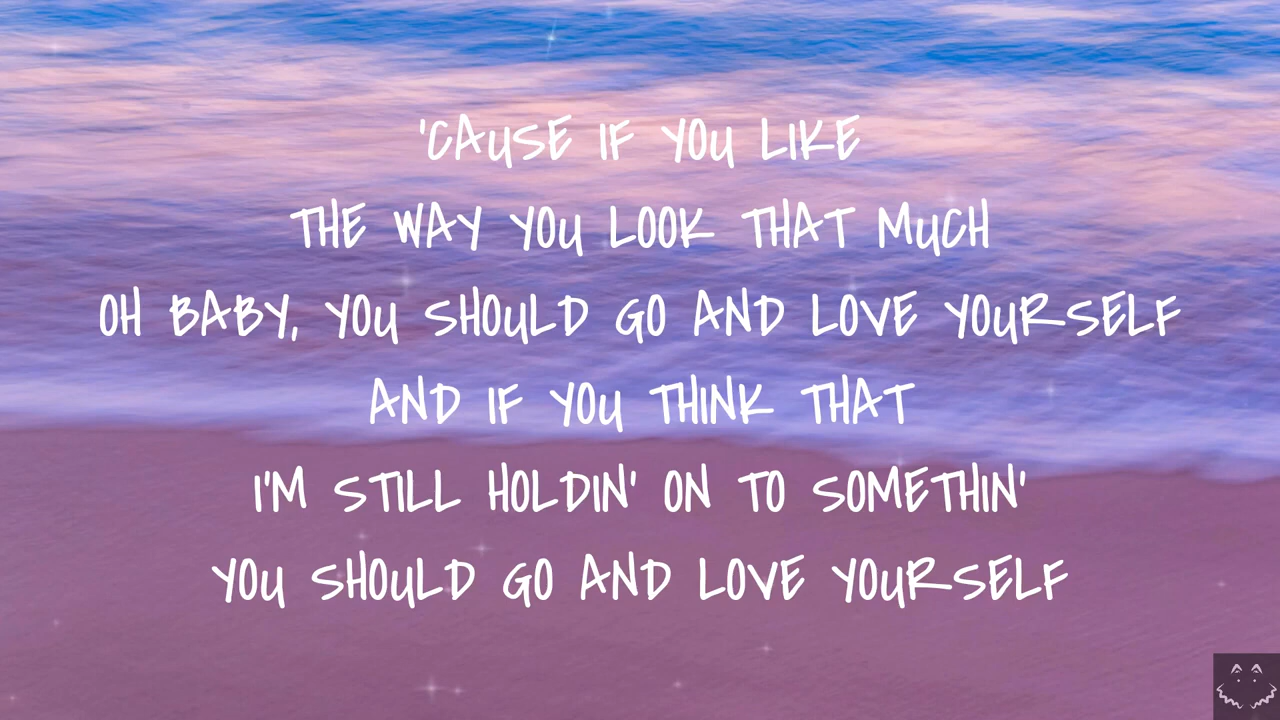 'CAUSE IF YOU LIKE
THE WAY YOU LOOK THAT MUCH
OH BABY, YOU SHOULD GO AND LOVE YOURSELF
AND IF YOU THINK THAT
I'M STILL HOLDIN' ON TO SOMETHIN'
YOU SHOULD GO AND LOVE YOURSELF